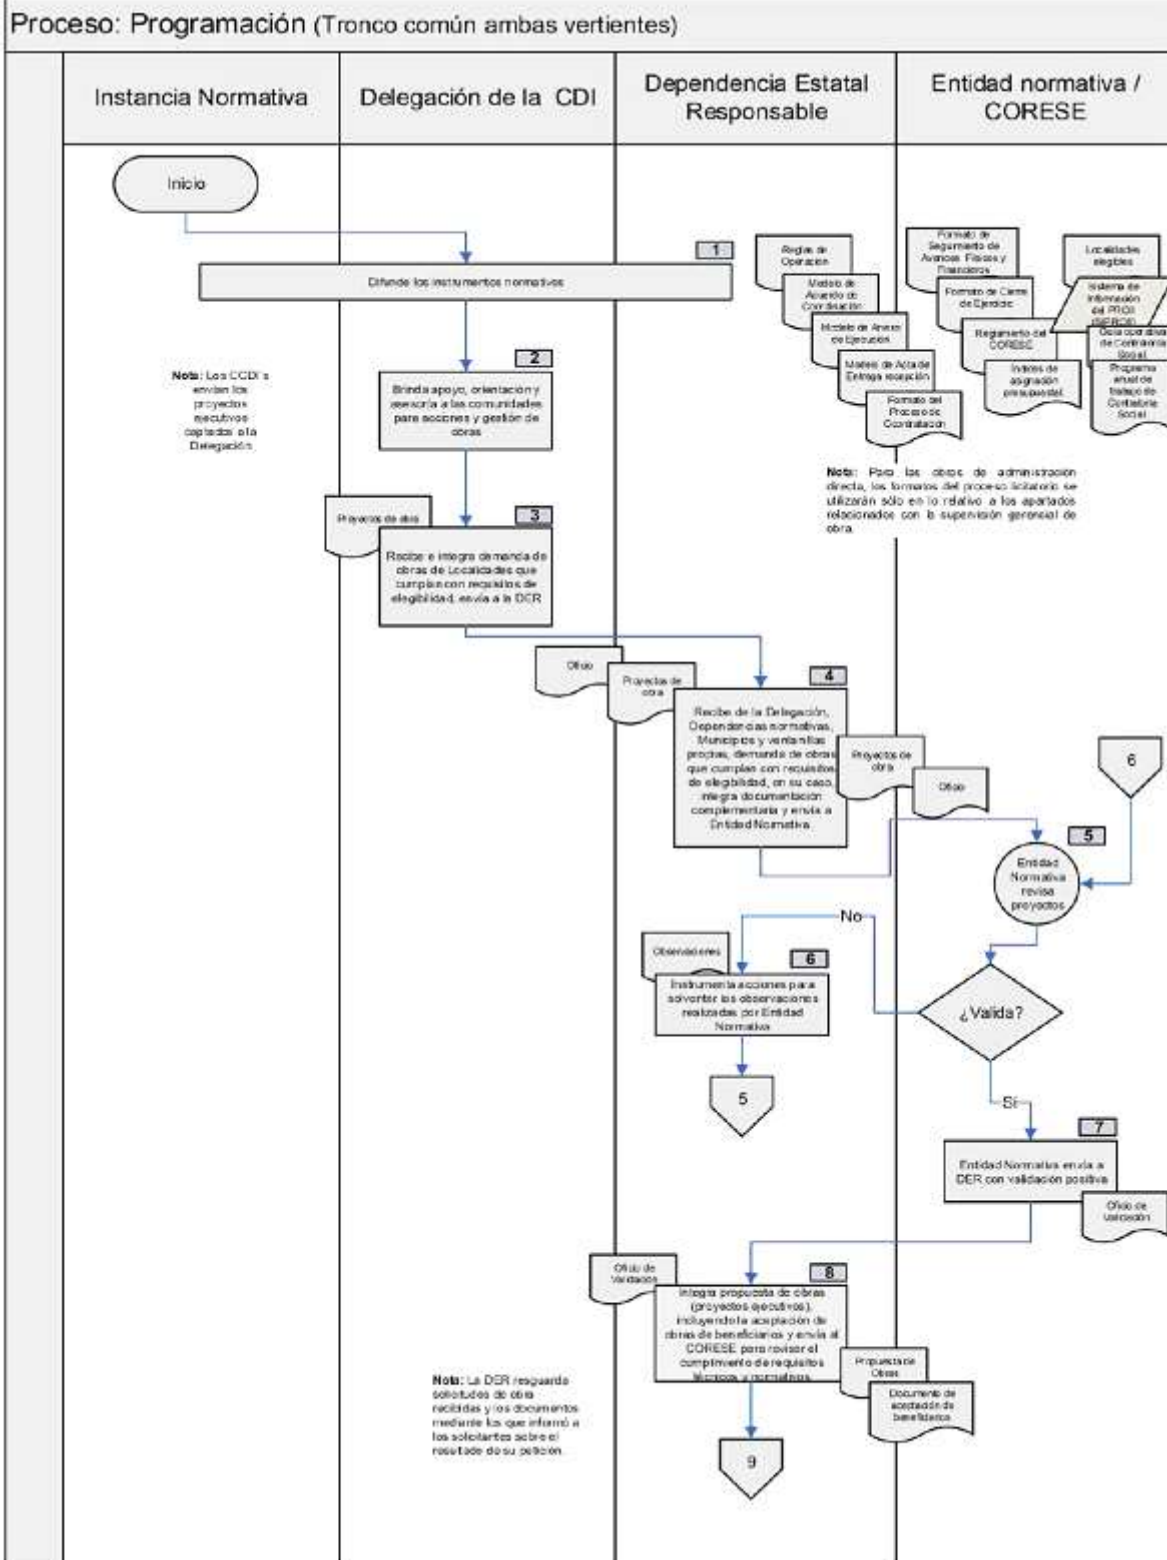 Proceso: Programación (Tronco común ambas vertientes)
Instancia Normativa
Delegación de la CDI
Dependencia Estatal
Responsable
Entidad normativa /
CORESE
Inicio
1
Difunde los instrumentos normativos
Reglas de
Operación
Modelo de
Acuerdo de
Coordinación
Modelo de Anexo
de Ejecución
Modelo de Acta de
Entrega recepción
Formato del
Proceso de
Contratación
Formato de
Seguimiento de
Avances Físicos y
Financieros
Formato de Cierre
de Ejercicio
Reglamento del
CORESE
Índices de
asignación
presupuestal
Localidades
elegibles
Sistema de
Información
del PROII
Guía operativa
de Contraloría
Social
Programa
anual de
trabajo de
Contraloría
Social
Nota: Los CCDI´s
envían los
proyectos
ejecutivos
captados a la
Delegación
2
Brinda apoyo, orientación y
asesoría a las comunidades
para acciones y gestión de
obras
Nota: Para las obras de administración
directa, los formatos del proceso licitatorio se
utilizarán sólo en lo relativo a los apartados
relacionados con la supervisión gerencial de
obra.
Proyectos de obra
3
Recibe e integra demanda de
obras de Localidades que
cumplan con requisitos de
elegibilidad, envía a la DER
Oficio
Proyectos de
obra
4
Recibe de la Delegación,
Dependencias normativas,
Municipios y ventanillas
propias, demanda de obras
que cumplan con requisitos
de elegibilidad, en su caso,
integra documentación
complementaria y envía a
Entidad Normativa.
Proyectos de
obra
Oficio
6
5
Entidad
Normativa
revisa
proyectos
No
Observaciones
6
Instrumenta acciones para
solventar las observaciones
realizadas por Entidad
Normativa
¿Valida?
5
Sí
7
Entidad Normativa envía a
DER con validación positiva
Oficio de
Validación
Oficio de
Validación
8
Integra propuesta de obras
(proyectos ejecutivos),
incluyendo la aceptación de
obras de beneficiarios y envía al
CORESE para revisar el
cumplimiento de requisitos
técnicos y normativos.
Propuesta de
Obras
Documento de
aceptación de
beneficiarios
Nota: La DER resguarda
solicitudes de obra
recibidas y los documentos
mediante los que informó a
los solicitantes sobre el
resultado de su petición.
9